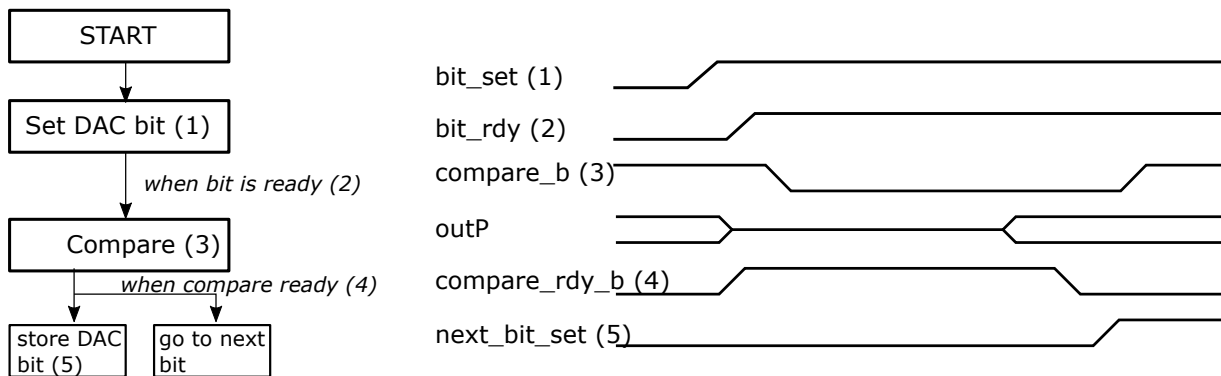 START
Set DAC bit (1)
when bit is ready (2)
Compare (3)
when compare ready (4)
store DAC
bit (5)
go to next
bit
bit_set (1)
bit_rdy (2)
compare_b (3)
outP
compare_rdy_b (4)
next_bit_set (5)